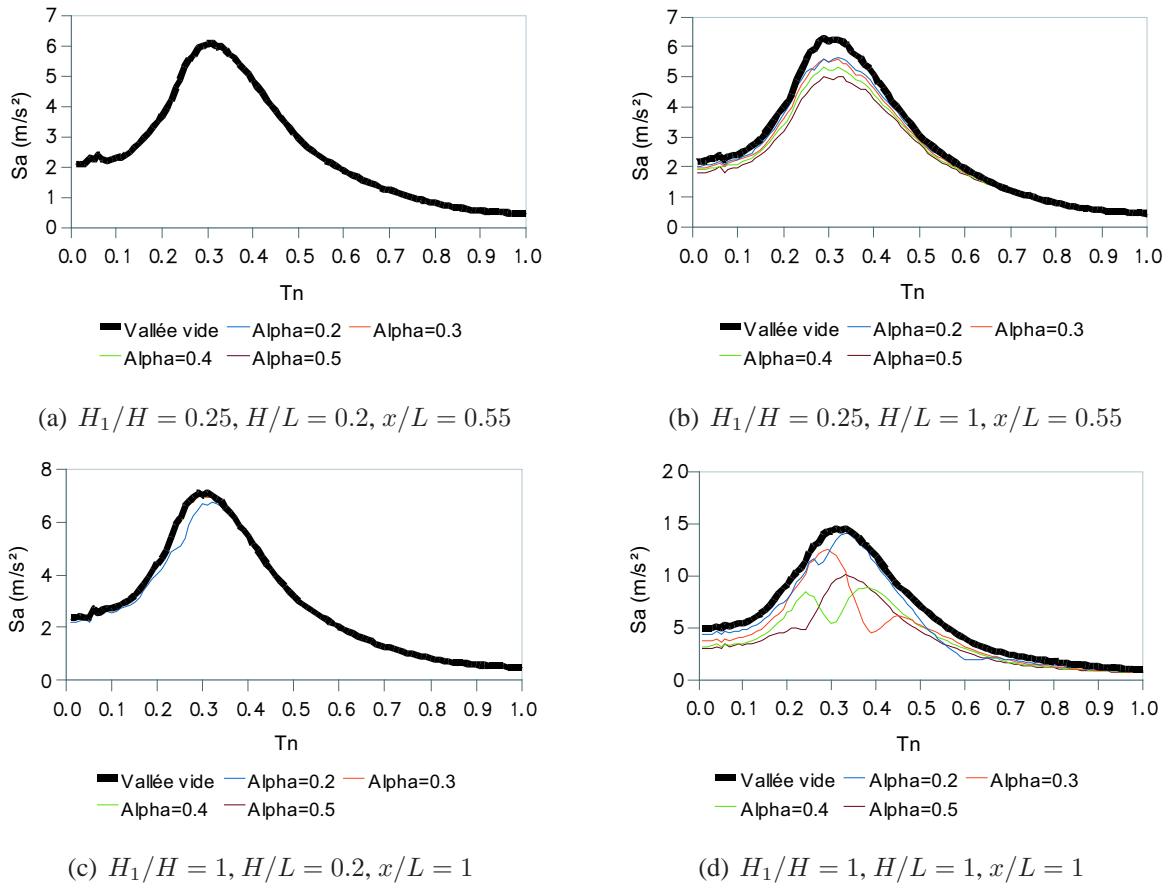 7
6
5
4
3
2
1
0
Sa (m/s²)
0.0 0.1 0.2 0.3 0.4 0.5 0.6 0.7 0.8 0.9 1.0
Tn
Vallée vide Alpha=0.2 Alpha=0.3
Alpha=0.4 Alpha=0.5
(a) H₁/H = 0.25, H/L = 0.2, x/L = 0.55
7
6
5
4
3
2
1
0
Sa (m/s²)
0.0 0.1 0.2 0.3 0.4 0.5 0.6 0.7 0.8 0.9 1.0
Tn
Vallée vide Alpha=0.2 Alpha=0.3
Alpha=0.4 Alpha=0.5
(b) H₁/H = 0.25, H/L = 1, x/L = 0.55
8
6
4
2
0
Sa (m/s²)
0.0 0.1 0.2 0.3 0.4 0.5 0.6 0.7 0.8 0.9 1.0
Tn
Vallée vide Alpha=0.2 Alpha=0.3
Alpha=0.4 Alpha=0.5
(c) H₁/H = 1, H/L = 0.2, x/L = 1
20
15
10
5
0
Sa (m/s²)
0.0 0.1 0.2 0.3 0.4 0.5 0.6 0.7 0.8 0.9 1.0
Tn
Vallée vide Alpha=0.2 Alpha=0.3
Alpha=0.4 Alpha=0.5
(d) H₁/H = 1, H/L = 1, x/L = 1